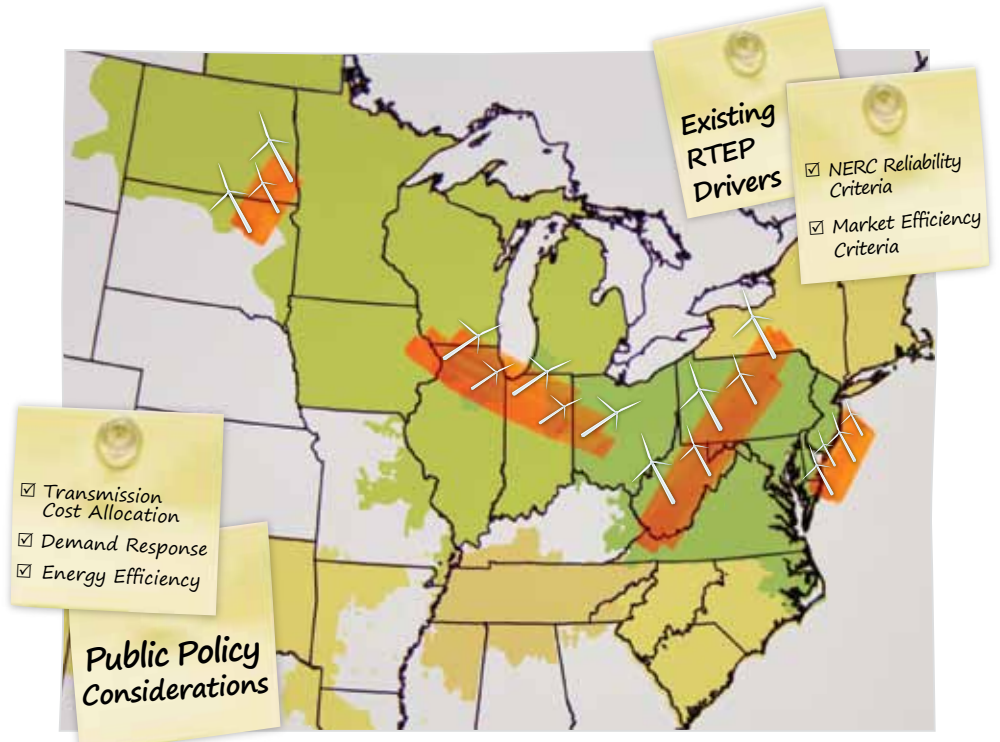 Existing
RTEP
Drivers
☑ NERC Reliability
Criteria
☑ Market Efficiency
Criteria
☑ Transmission
Cost Allocation
☑ Demand Response
☑ Energy Efficiency
Public Policy
Considerations